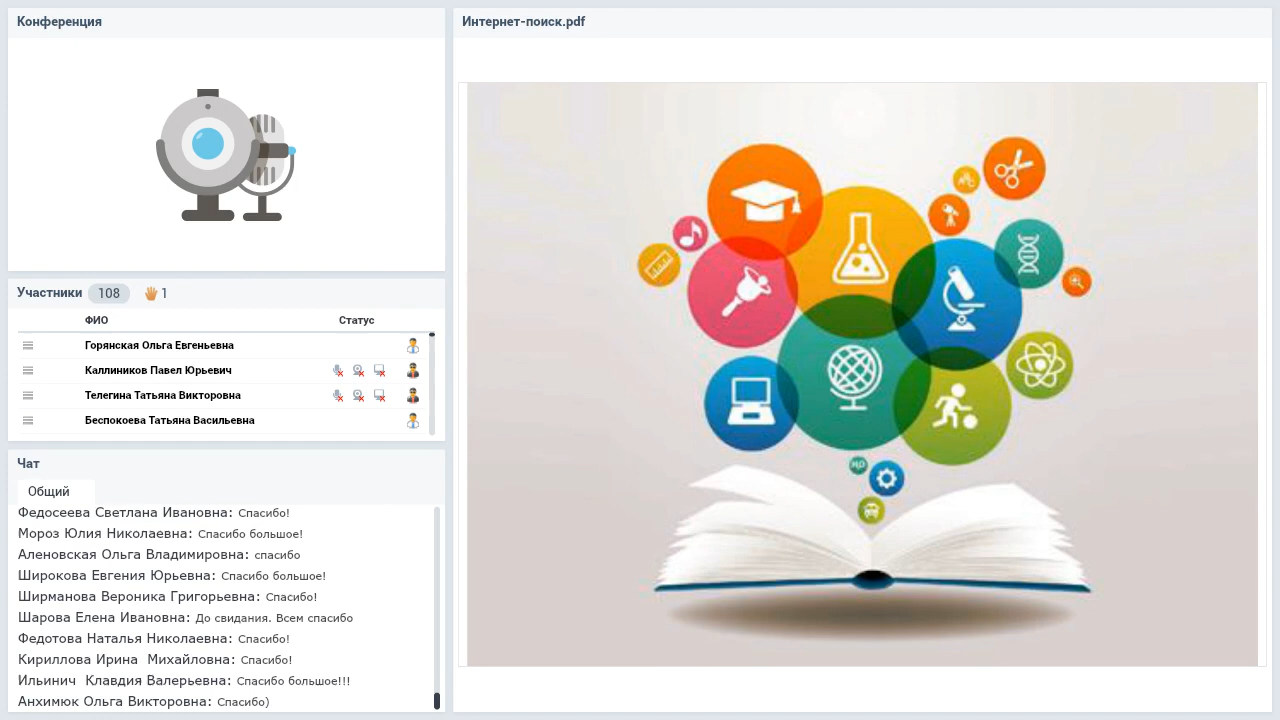 Конференция
Интернет-поиск.pdf
Участники 108 1
ФИО Статус
Горянская Ольга Евгеньевна
Каллиников Павел Юрьевич
Телегина Татьяна Викторовна
Беспокоева Татьяна Васильевна
Чат
Общий
Федосеева Светлана Ивановна: Спасибо!
Мороз Юлия Николаевна: Спасибо большое!
Аленовская Ольга Владимировна: спасибо
Широкова Евгения Юрьевна: Спасибо большое!
Ширманова Вероника Григорьевна: Спасибо!
Шарова Елена Ивановна: До свидания. Всем спасибо
Федотова Наталья Николаевна: Спасибо!
Кириллова Ирина  Михайловна: Спасибо!
Ильинич  Клавдия Валерьевна: Спасибо большое!!!
Анхимюк Ольга Викторовна: Спасибо)